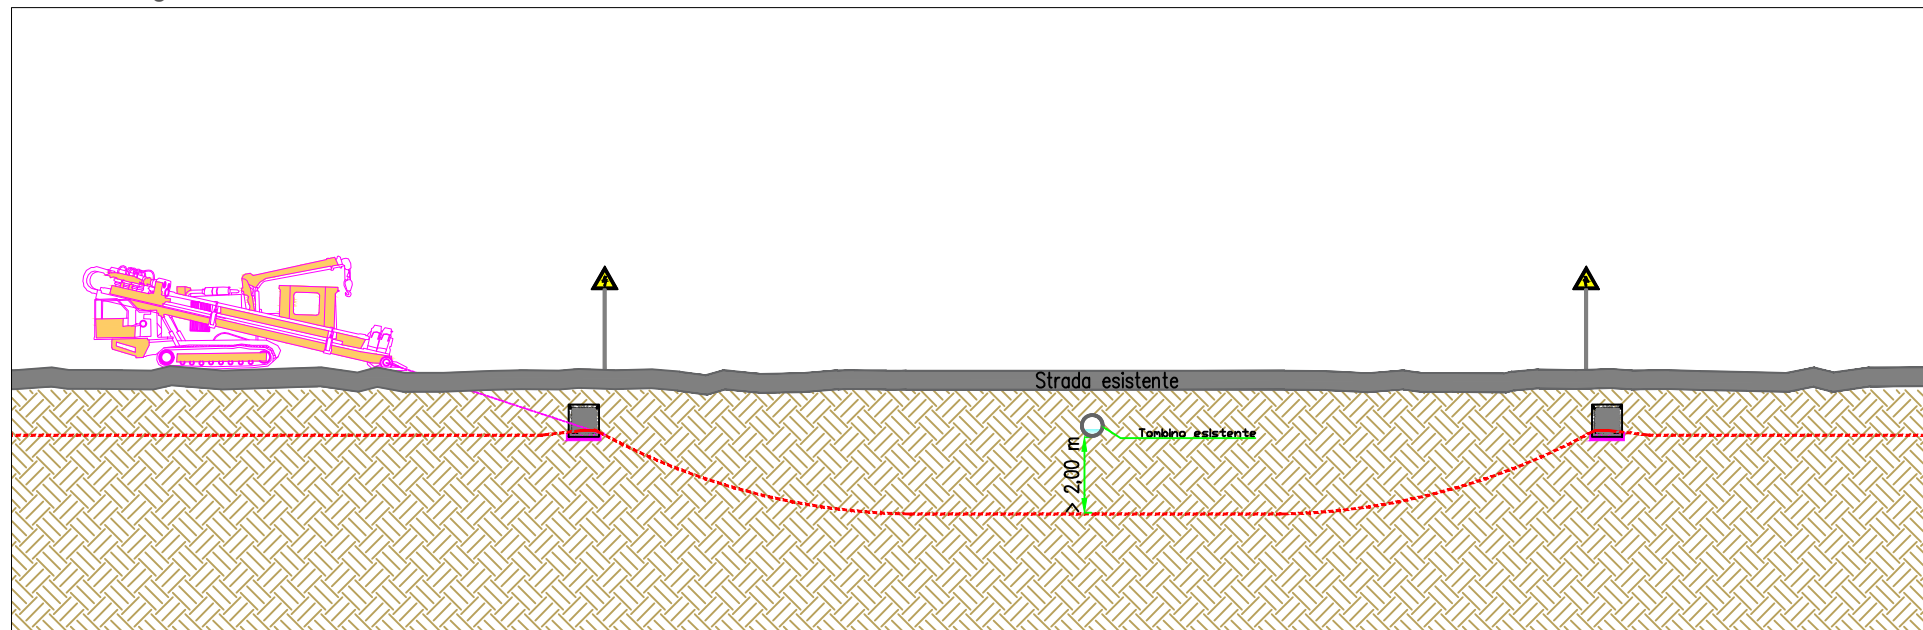 Strada esistente
Tombino esistente
> 2,00 m